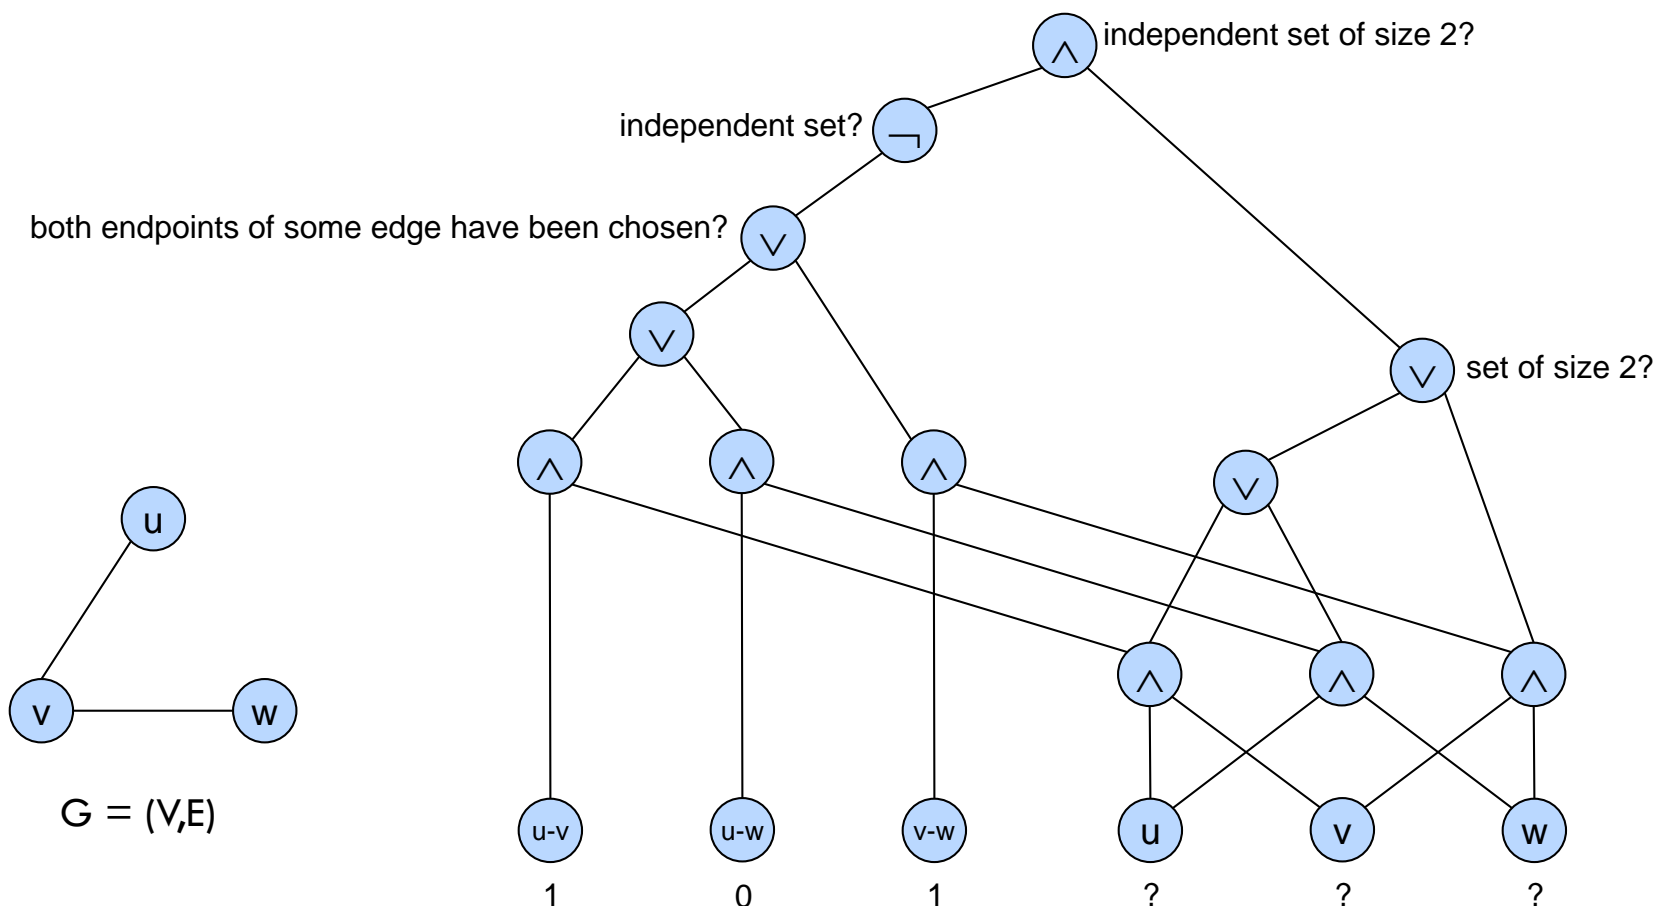 ∧ independent set of size 2?
independent set? ¬
both endpoints of some edge have been chosen? ∨
∨
∨ set of size 2?
∧ ∧ ∧
∨
u
∧ ∧ ∧
v w
G = (V,E)
u-v u-w v-w u v w
1 0 1 ? ? ?